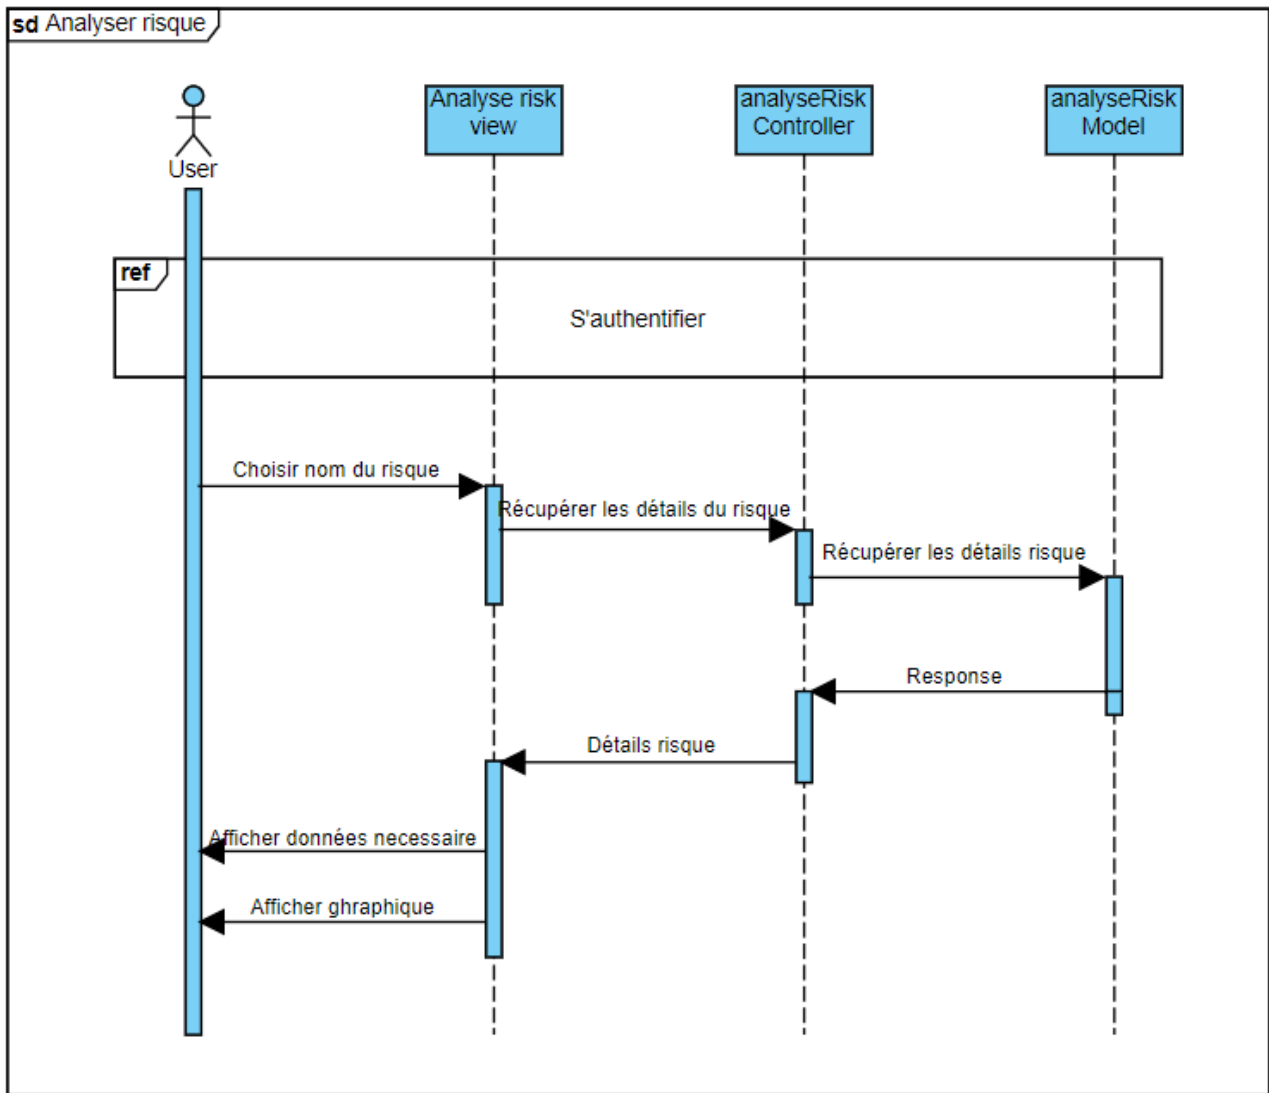 sd Analyser risque
User
Analyse risk
view
analyseRisk
Controller
analyseRisk
Model
ref
S'authentifier
Choisir nom du risque
Récupérer les détails du risque
Récupérer les détails risque
Response
Détails risque
Afficher données necessaire
Afficher ghraphique